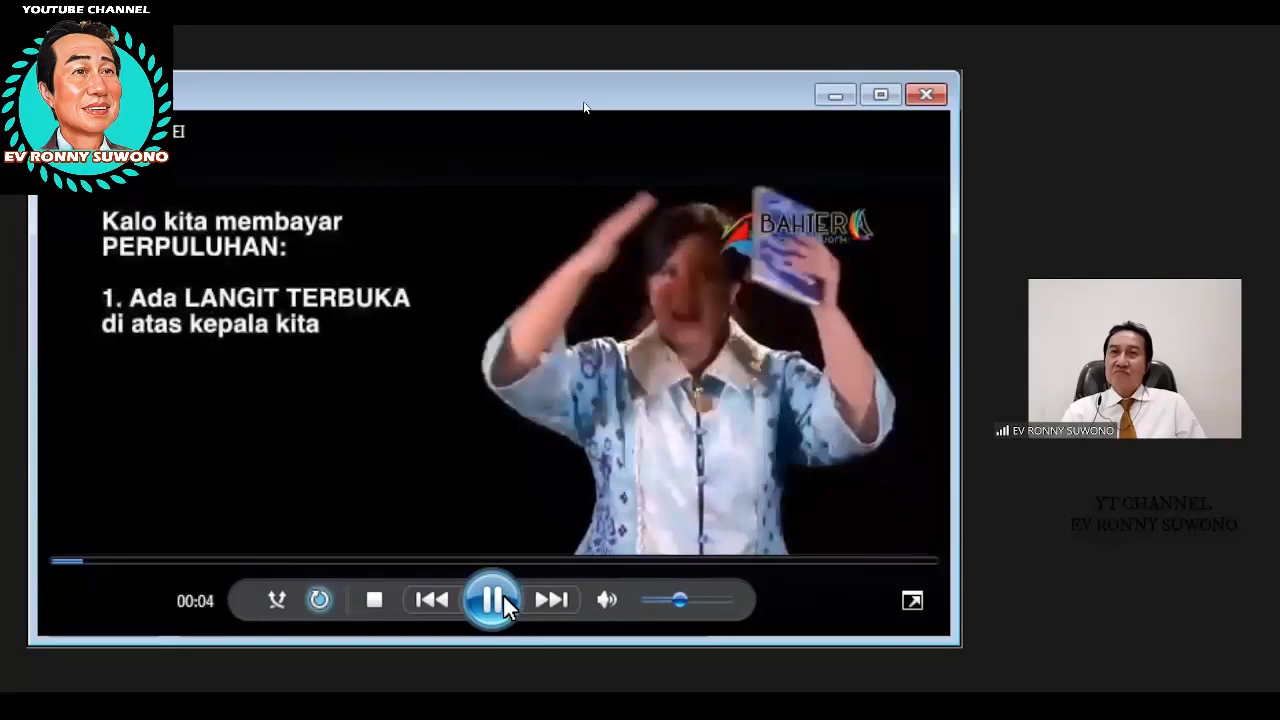 YOUTUBE CHANNEL
EV RONNY SUWONO
EI
Kalo kita membayar
PERPULUHAN:
1. Ada LANGIT TERBUKA
di atas kepala kita
BAHTERA
00:04
EV RONNY SUWONO
YT CHANNEL
EV RONNY SUWONO